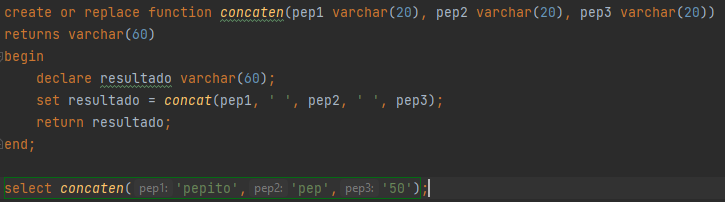 create or replace function concaten(pep1 varchar(20), pep2 varchar(20), pep3 varchar(20))
returns varchar(60)
begin
    declare resultado varchar(60);
    set resultado = concat(pep1, ' ', pep2, ' ', pep3);
    return resultado;
end;
select concaten( pep1: 'pepito', pep2: 'pep', pep3: '50');